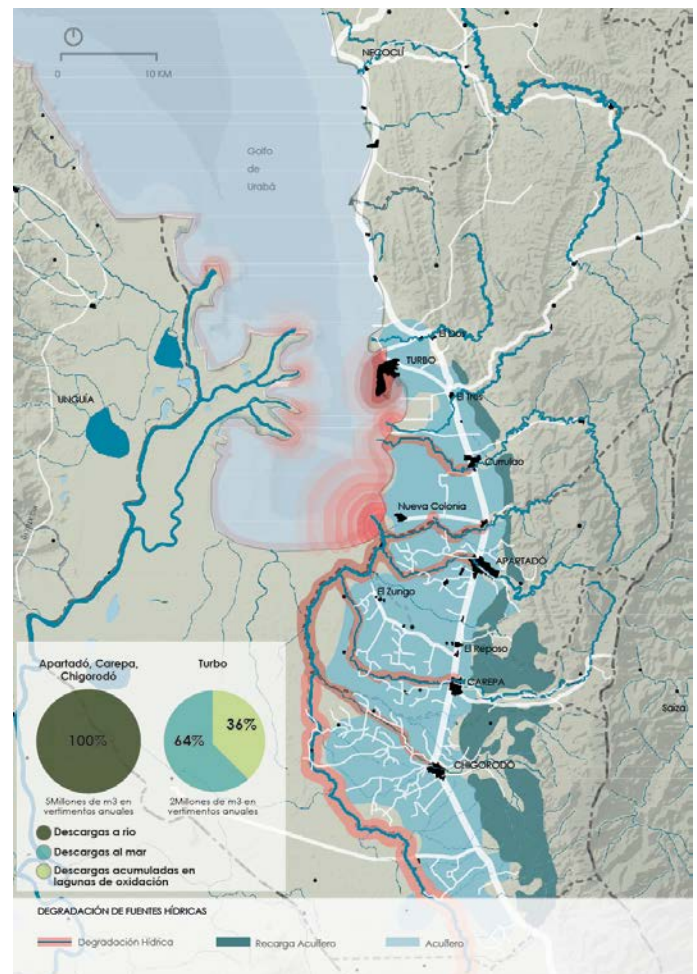 0 10 KM
NECOCLÍ
Golfo
de
Urabá
El Dos
TURBO
El Tres
UNGUÍA
Currulao
Nueva Colonia
APARTADÓ
El Zungo
El Reposo
CAREPA
Saiza
CHIGORODÓ
Apartadó, Carepa,
Chigorodó
Turbo
100%
64%
36%
5Millones de m3 en
vertimentos anuales
2Millones de m3 en
vertimentos anuales
Descargas a rio
Descargas al mar
Descargas acumuladas en
lagunas de oxidación
DEGRADACIÓN DE FUENTES HÍDRICAS
Degradación Hídrica
Recarga Acuífero
Acuífero